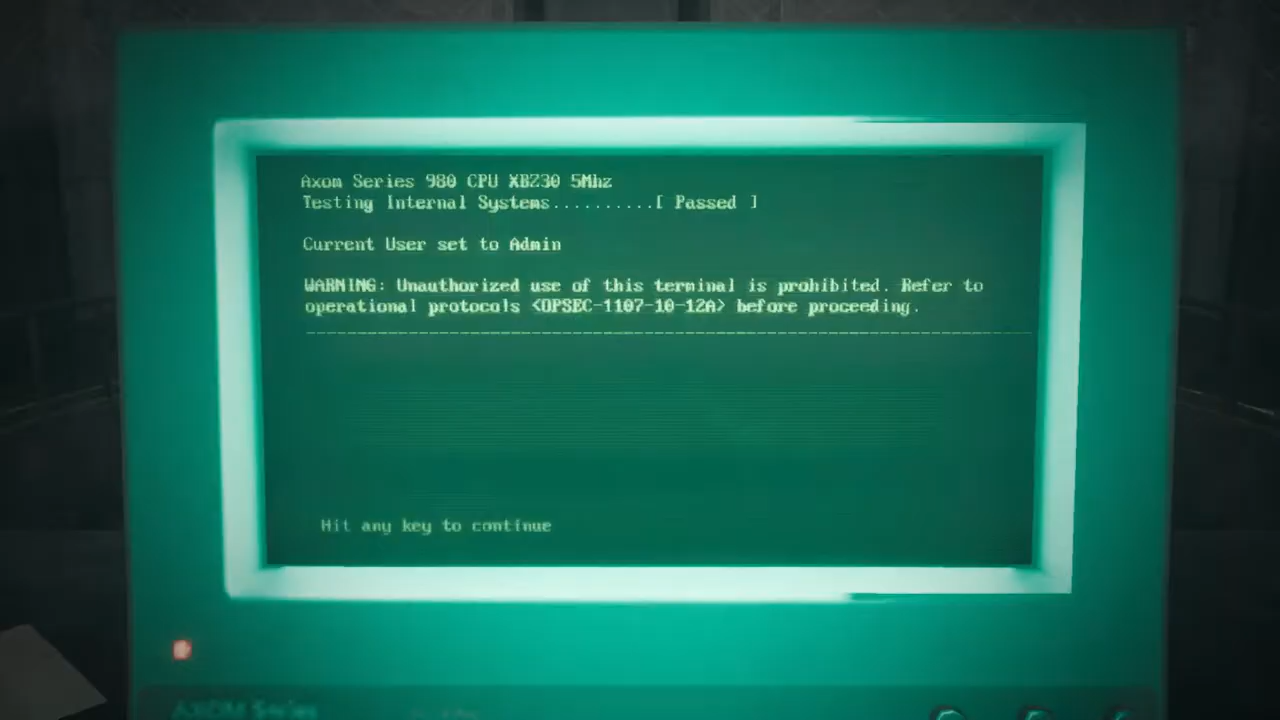 Axom Series 980 CPU XBZ30 5Mhz
Testing Internal Systems..........[ Passed ]
Current User set to Admin
WARNING: Unauthorized use of this terminal is prohibited. Refer to
operational protocols <OPSEC-1107-10-12A> before proceeding.
Hit any key to continue
AXOM Series